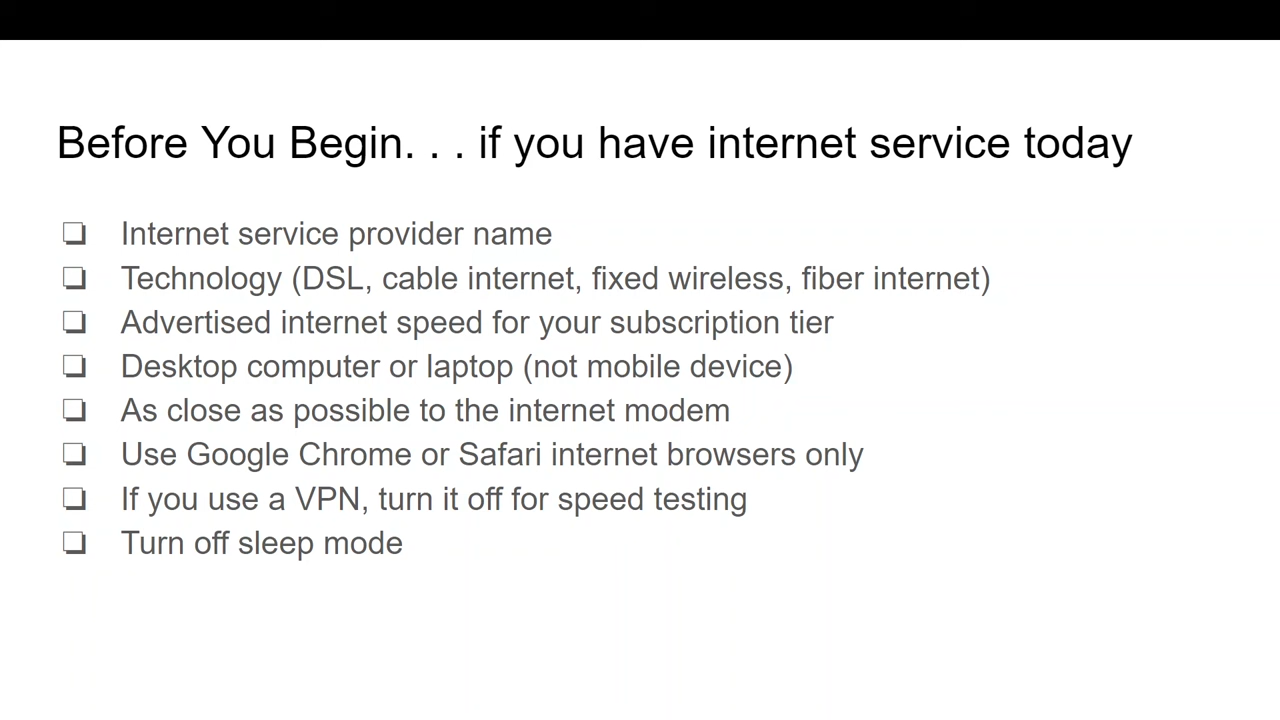 Before You Begin. . . if you have internet service today
❏ Internet service provider name
❏ Technology (DSL, cable internet, fixed wireless, fiber internet)
❏ Advertised internet speed for your subscription tier
❏ Desktop computer or laptop (not mobile device)
❏ As close as possible to the internet modem
❏ Use Google Chrome or Safari internet browsers only
❏ If you use a VPN, turn it off for speed testing
❏ Turn off sleep mode